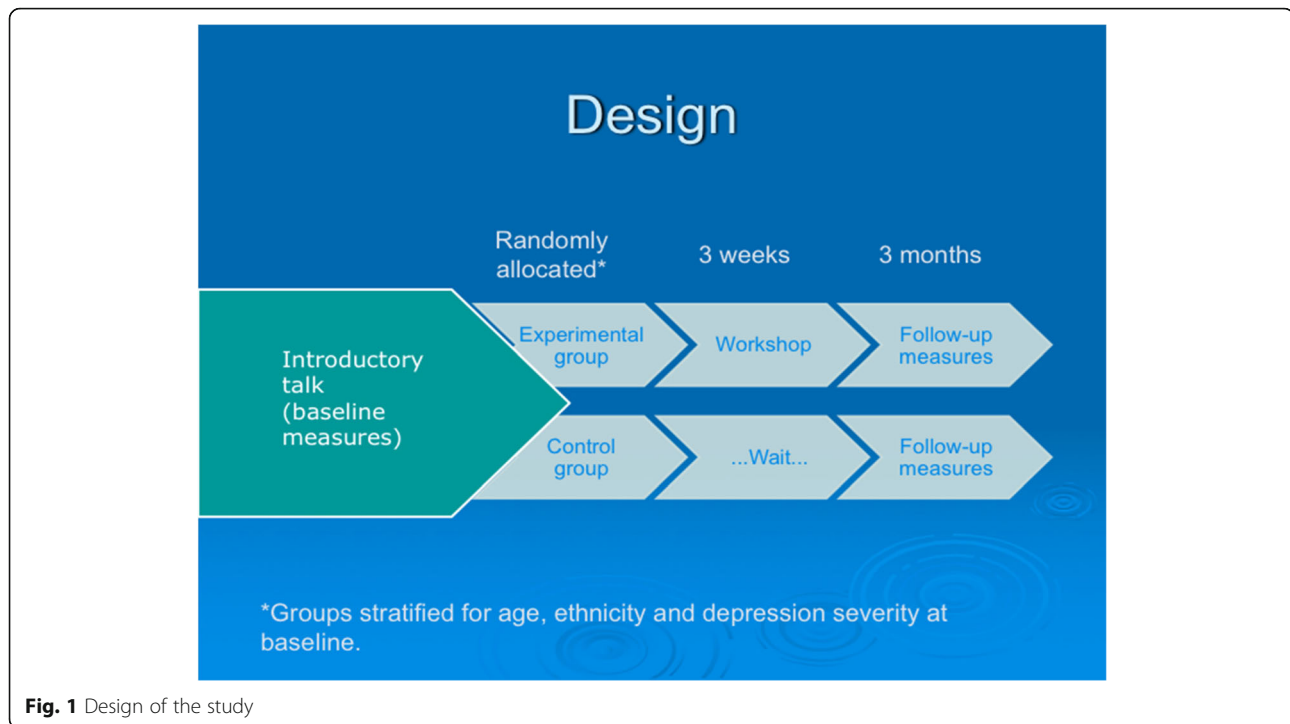 Design
Randomly
allocated*
3 weeks
3 months
Introductory
talk
(baseline
measures)
Experimental
group
Workshop
Follow-up
measures
Control
group
...Wait...
Follow-up
measures
*Groups stratified for age, ethnicity and depression severity at
baseline.
Fig. 1 Design of the study